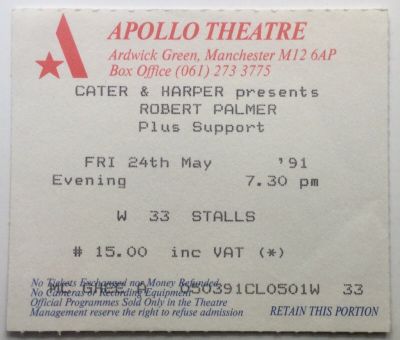 APOLLO THEATRE
Ardwick Green, Manchester M12 6AP
Box Office (061) 273 3775
CATER & HARPER presents
ROBERT PALMER
Plus Support
FRI 24th May '91
Evening 7.30 pm
W 33 STALLS
# 15.00 inc VAT (*)
No Tickets Exchanged nor Money Refunded
MC GHEE A 050391CL0501W 33
No Cameras or Recording Equipment
Official Programmes Sold Only in the Theatre
Management reserve the right to refuse admission RETAIN THIS PORTION